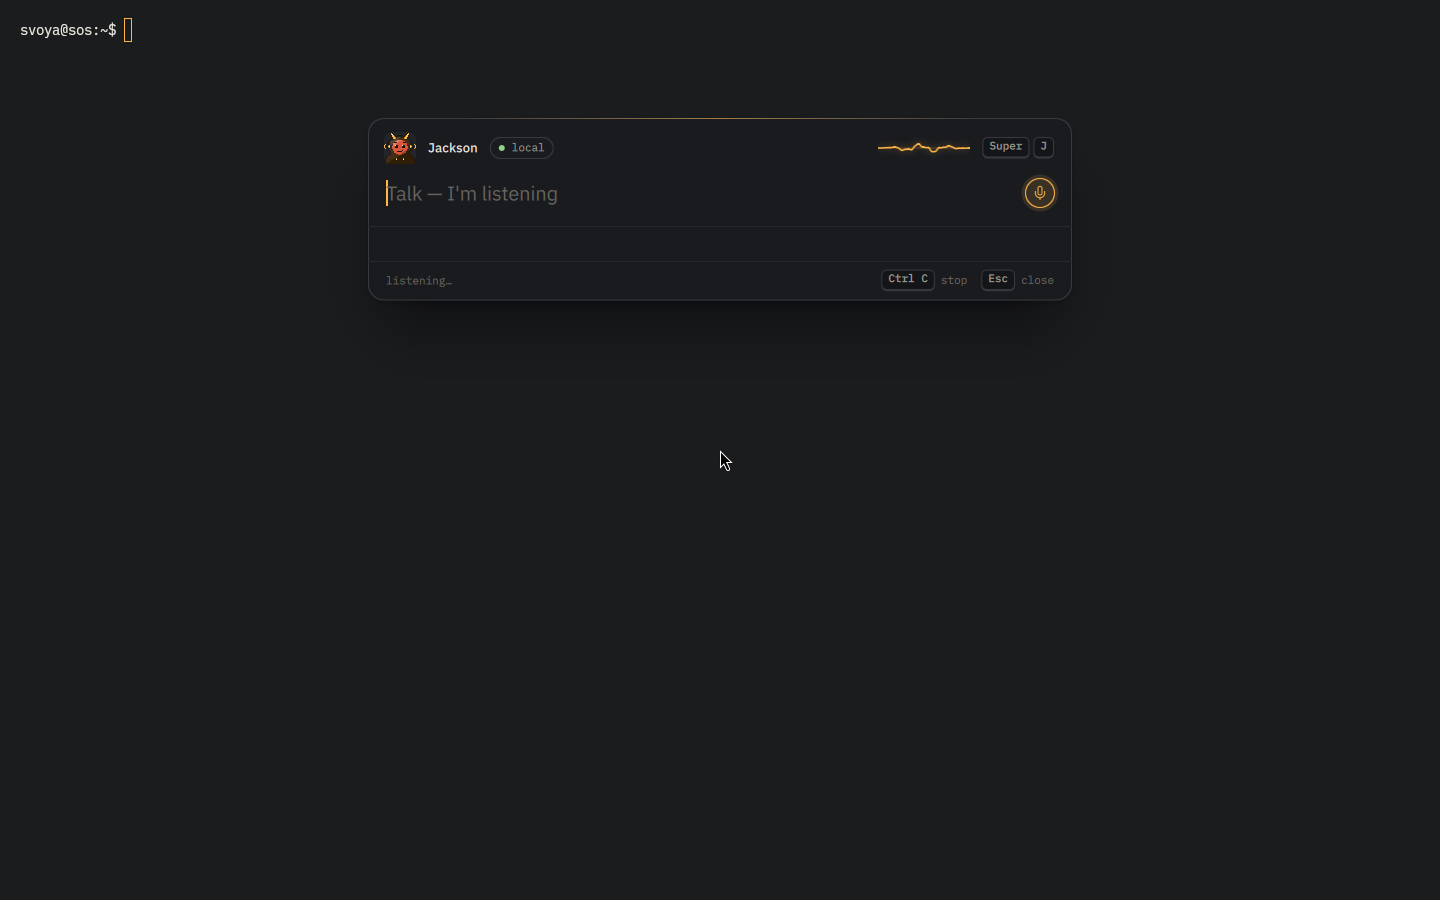 svoya@sos:~$
Jackson local Super J
Talk — I'm listening
listening… Ctrl C stop Esc close